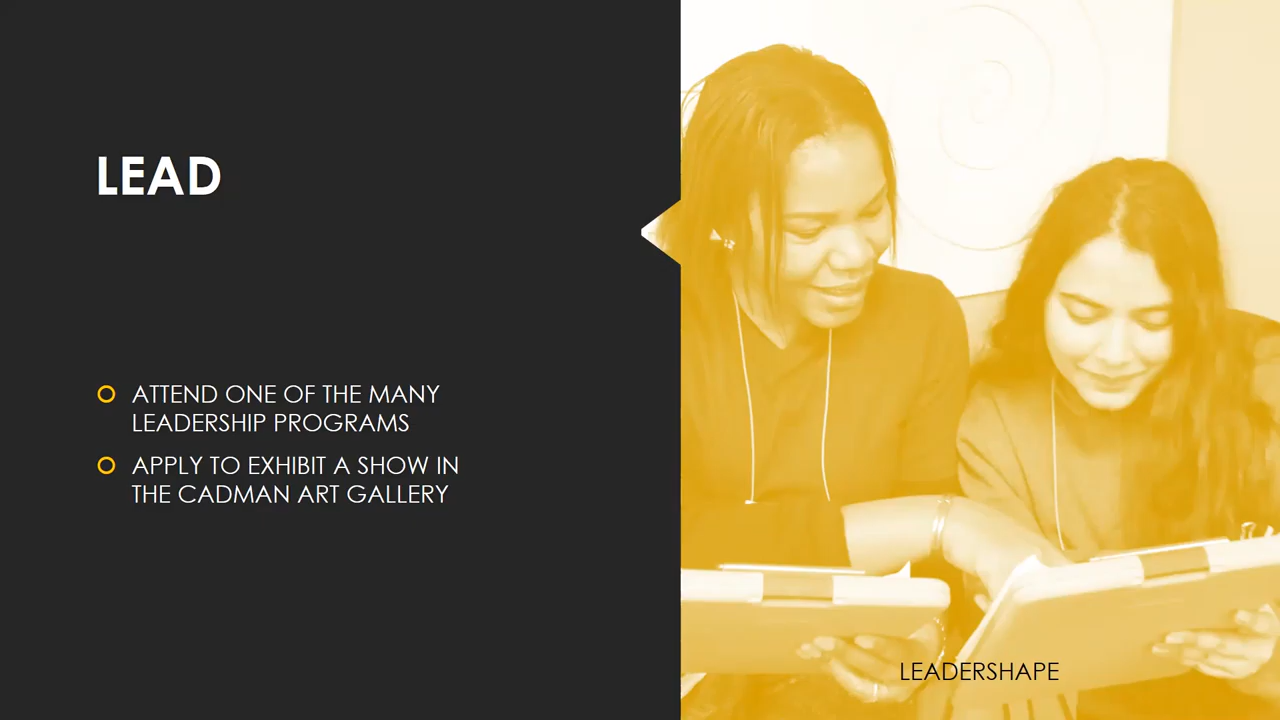 LEAD
ATTEND ONE OF THE MANY
LEADERSHIP PROGRAMS
APPLY TO EXHIBIT A SHOW IN
THE CADMAN ART GALLERY
LEADERSHAPE